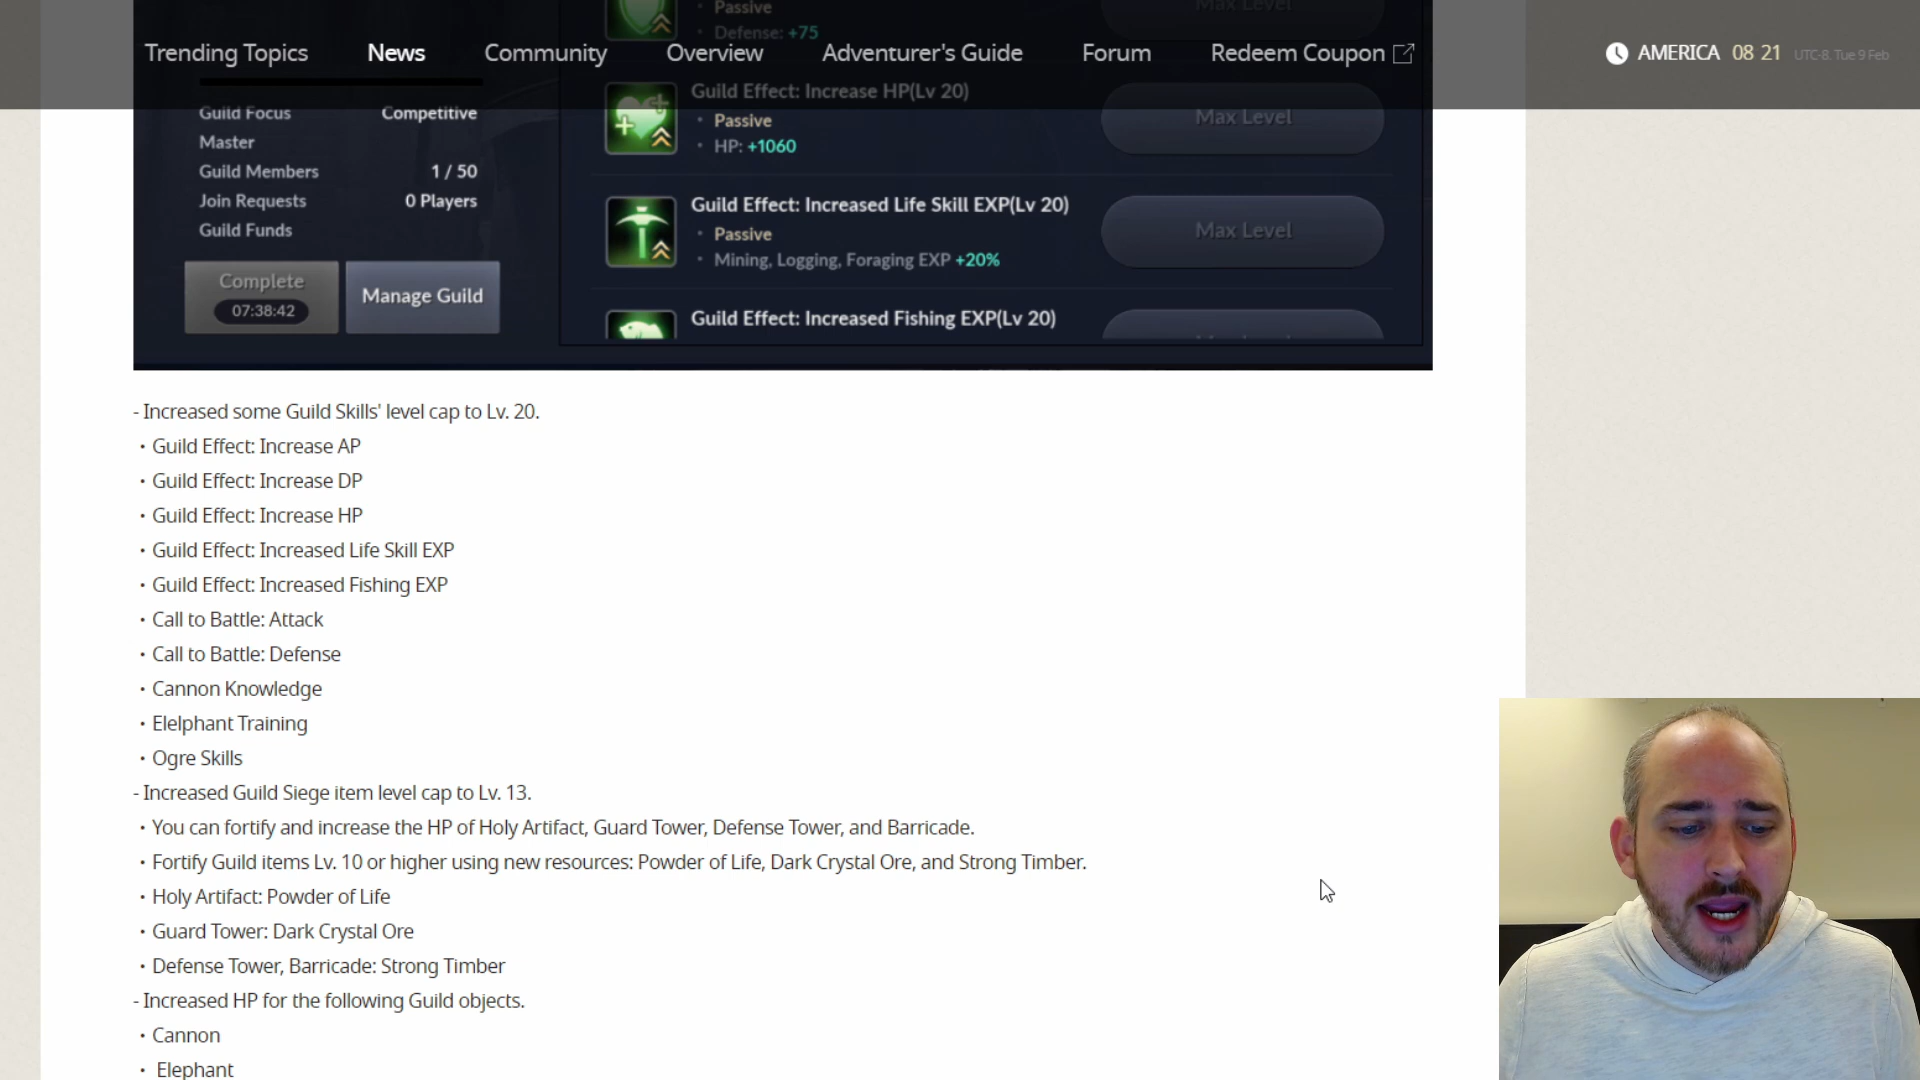 Passive
Max Level
Defense: +75
Trending Topics News Community Overview Adventurer's Guide Forum Redeem Coupon AMERICA 08 21 UTC-8. Tue 9 Feb
Guild Focus Competitive
Master
Guild Members 1 / 50
Join Requests 0 Players
Guild Funds
Complete
07:38:42
Manage Guild
Guild Effect: Increase HP(Lv 20)
Passive
HP: +1060
Max Level
Guild Effect: Increased Life Skill EXP(Lv 20)
Passive
Mining, Logging, Foraging EXP +20%
Max Level
Guild Effect: Increased Fishing EXP(Lv 20)
- Increased some Guild Skills' level cap to Lv. 20.
・Guild Effect: Increase AP
・Guild Effect: Increase DP
・Guild Effect: Increase HP
・Guild Effect: Increased Life Skill EXP
・Guild Effect: Increased Fishing EXP
・Call to Battle: Attack
・Call to Battle: Defense
・Cannon Knowledge
・Elelphant Training
・Ogre Skills
- Increased Guild Siege item level cap to Lv. 13.
・You can fortify and increase the HP of Holy Artifact, Guard Tower, Defense Tower, and Barricade.
・Fortify Guild items Lv. 10 or higher using new resources: Powder of Life, Dark Crystal Ore, and Strong Timber.
・Holy Artifact: Powder of Life
・Guard Tower: Dark Crystal Ore
・Defense Tower, Barricade: Strong Timber
- Increased HP for the following Guild objects.
・Cannon
・ Elephant